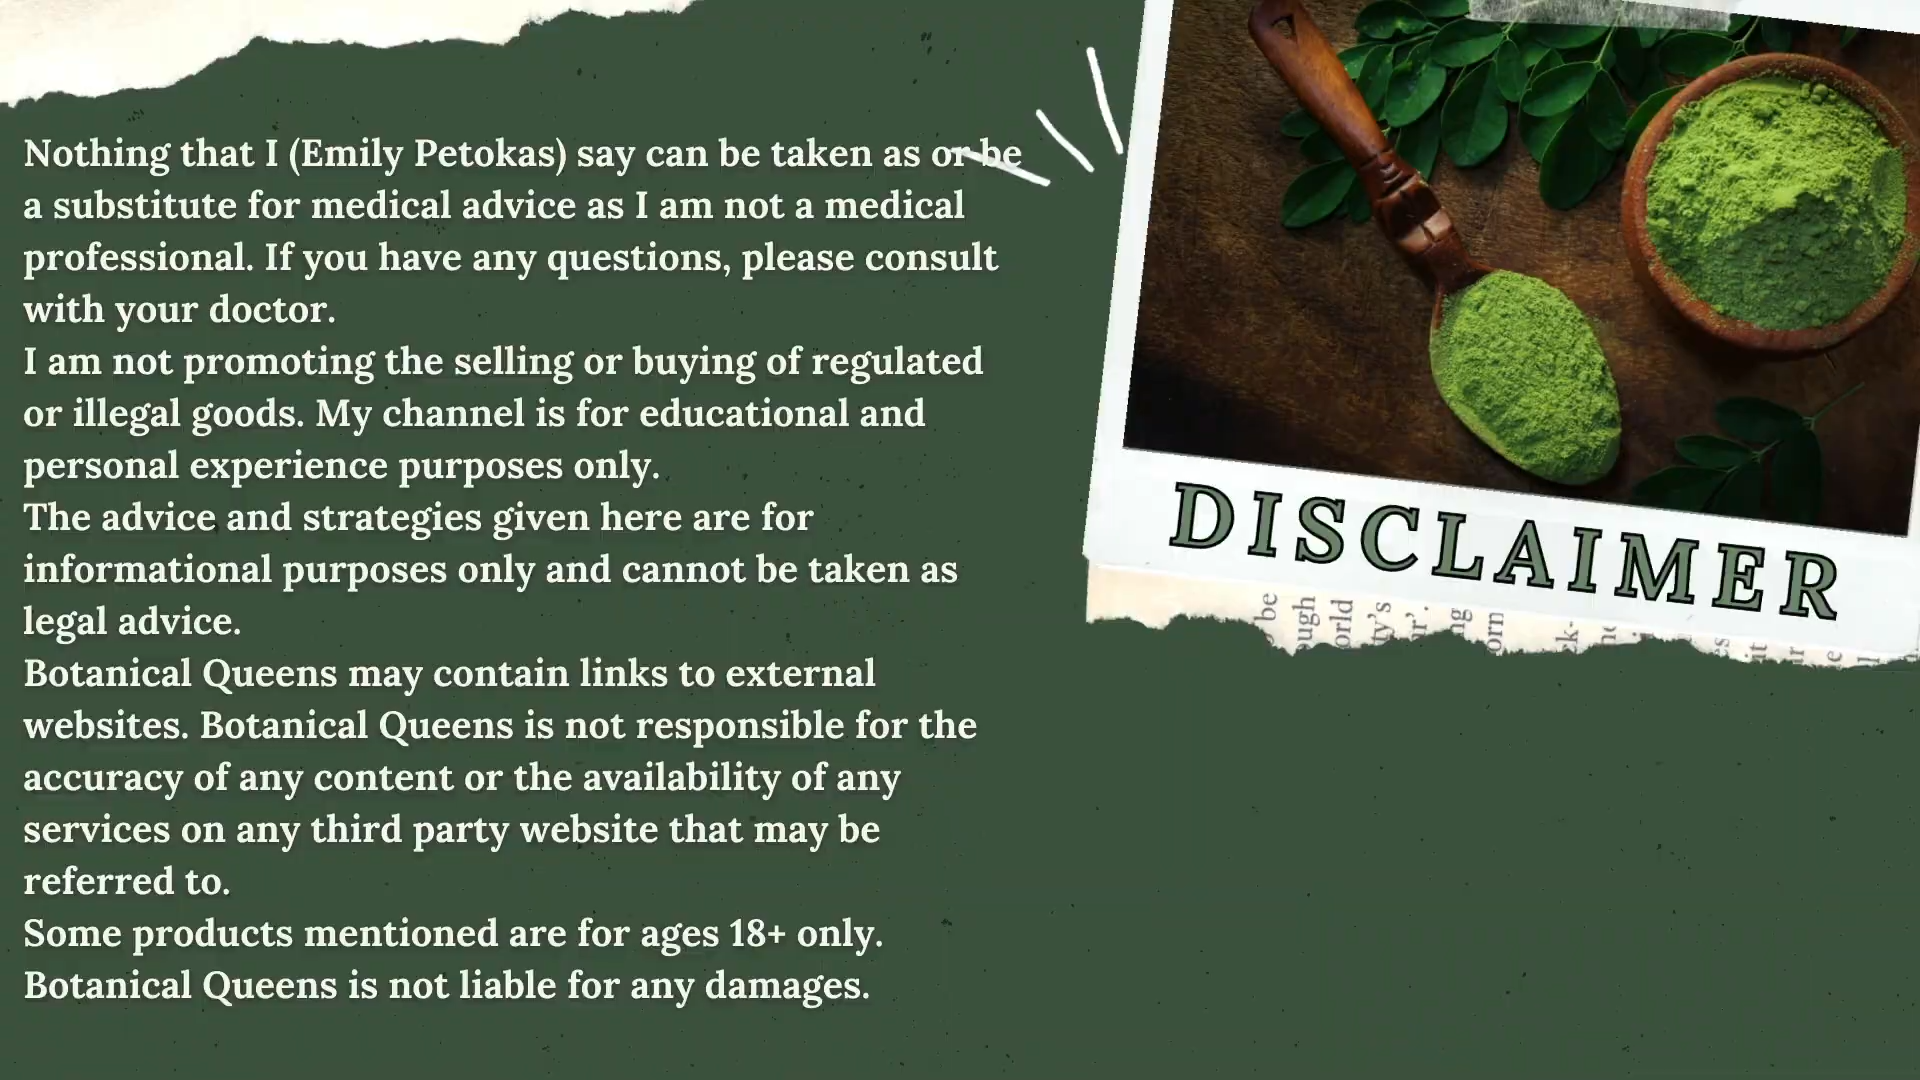 Nothing that I (Emily Petokas) say can be taken as or be
a substitute for medical advice as I am not a medical
professional. If you have any questions, please consult
with your doctor.
I am not promoting the selling or buying of regulated
or illegal goods. My channel is for educational and
personal experience purposes only.
The advice and strategies given here are for
informational purposes only and cannot be taken as
legal advice.
Botanical Queens may contain links to external
websites. Botanical Queens is not responsible for the
accuracy of any content or the availability of any
services on any third party website that may be
referred to.
Some products mentioned are for ages 18+ only.
Botanical Queens is not liable for any damages.
DISCLAIMER